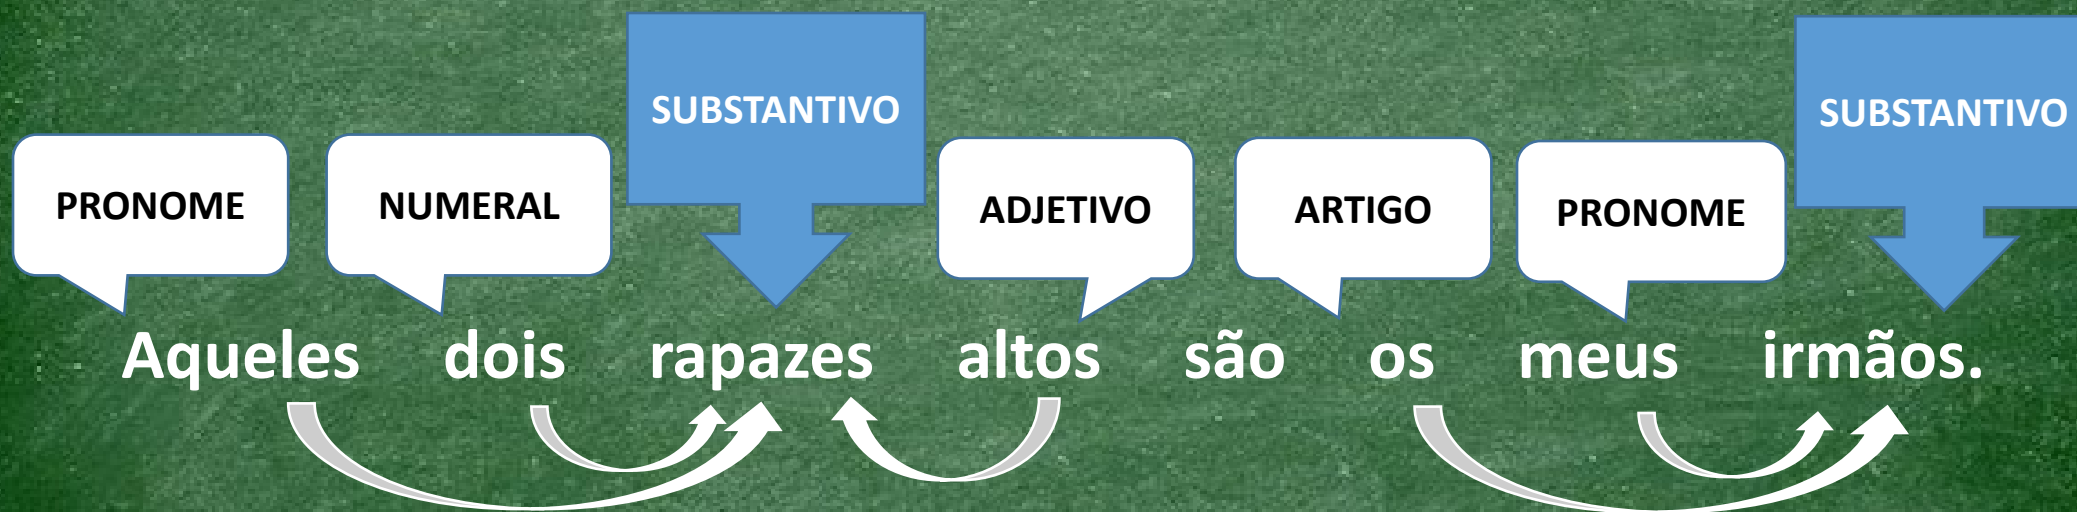 SUBSTANTIVO
SUBSTANTIVO
PRONOME
NUMERAL
ADJETIVO
ARTIGO
PRONOME
Aqueles dois rapazes altos são os meus irmãos.